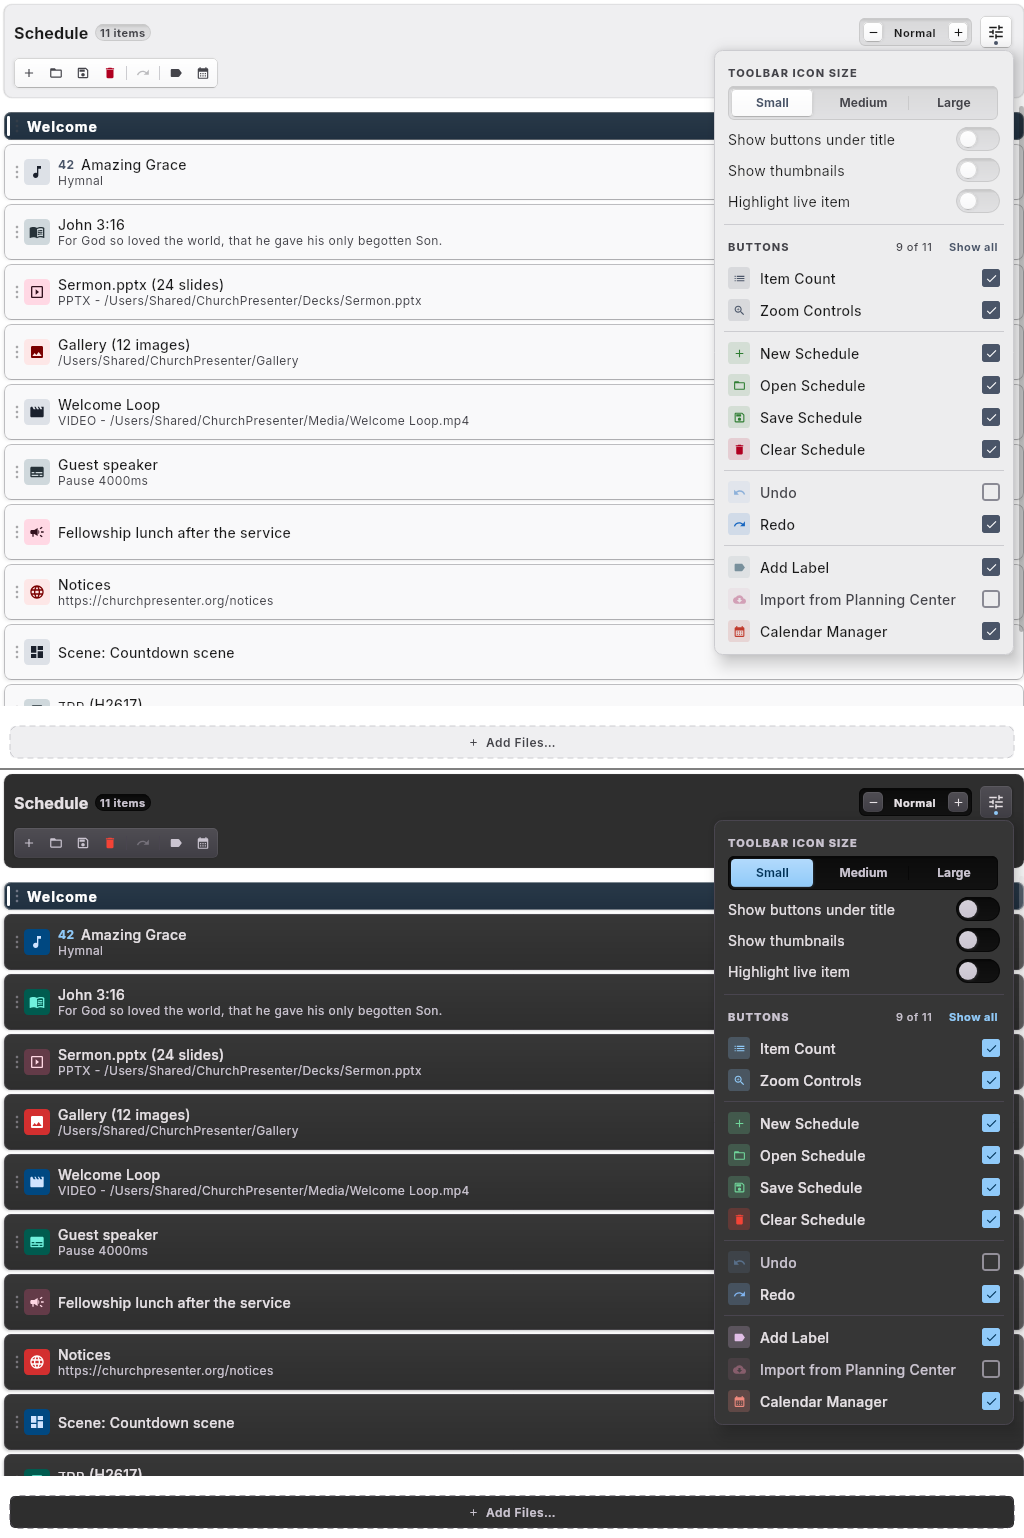 Schedule 11 items
Normal
TOOLBAR ICON SIZE
Small Medium Large
Show buttons under title
Show thumbnails
Highlight live item
BUTTONS 9 of 11 Show all
Item Count
Zoom Controls
New Schedule
Open Schedule
Save Schedule
Clear Schedule
Undo
Redo
Add Label
Import from Planning Center
Calendar Manager
Welcome
42 Amazing Grace
Hymnal
John 3:16
For God so loved the world, that he gave his only begotten Son.
Sermon.pptx (24 slides)
PPTX - /Users/Shared/ChurchPresenter/Decks/Sermon.pptx
Gallery (12 images)
/Users/Shared/ChurchPresenter/Gallery
Welcome Loop
VIDEO - /Users/Shared/ChurchPresenter/Media/Welcome Loop.mp4
Guest speaker
Pause 4000ms
Fellowship lunch after the service
Notices
https://churchpresenter.org/notices
Scene: Countdown scene
(H2617)
+ Add Files...
Schedule 11 items
Normal
TOOLBAR ICON SIZE
Small Medium Large
Show buttons under title
Show thumbnails
Highlight live item
BUTTONS 9 of 11 Show all
Item Count
Zoom Controls
New Schedule
Open Schedule
Save Schedule
Clear Schedule
Undo
Redo
Add Label
Import from Planning Center
Calendar Manager
Welcome
42 Amazing Grace
Hymnal
John 3:16
For God so loved the world, that he gave his only begotten Son.
Sermon.pptx (24 slides)
PPTX - /Users/Shared/ChurchPresenter/Decks/Sermon.pptx
Gallery (12 images)
/Users/Shared/ChurchPresenter/Gallery
Welcome Loop
VIDEO - /Users/Shared/ChurchPresenter/Media/Welcome Loop.mp4
Guest speaker
Pause 4000ms
Fellowship lunch after the service
Notices
https://churchpresenter.org/notices
Scene: Countdown scene
(H2617)
+ Add Files...